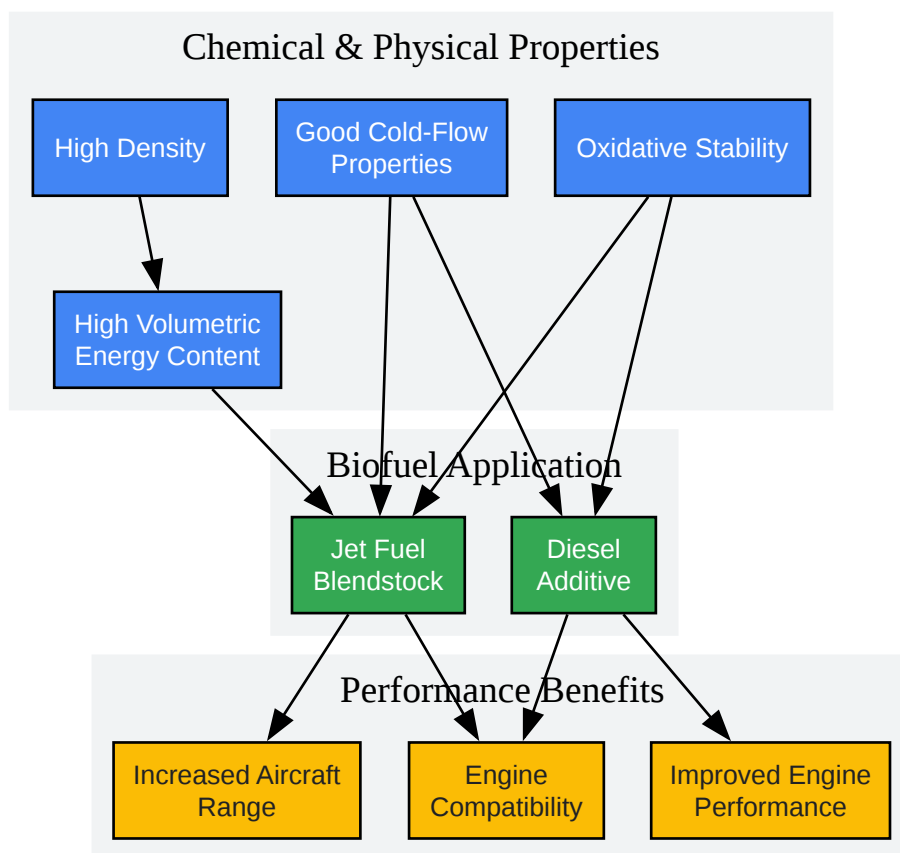 Chemical & Physical Properties
High Density
Good Cold-Flow
Properties
Oxidative Stability
High Volumetric
Energy Content
Biofuel Application
Jet Fuel
Blendstock
Diesel
Additive
Performance Benefits
Increased Aircraft
Range
Engine
Compatibility
Improved Engine
Performance